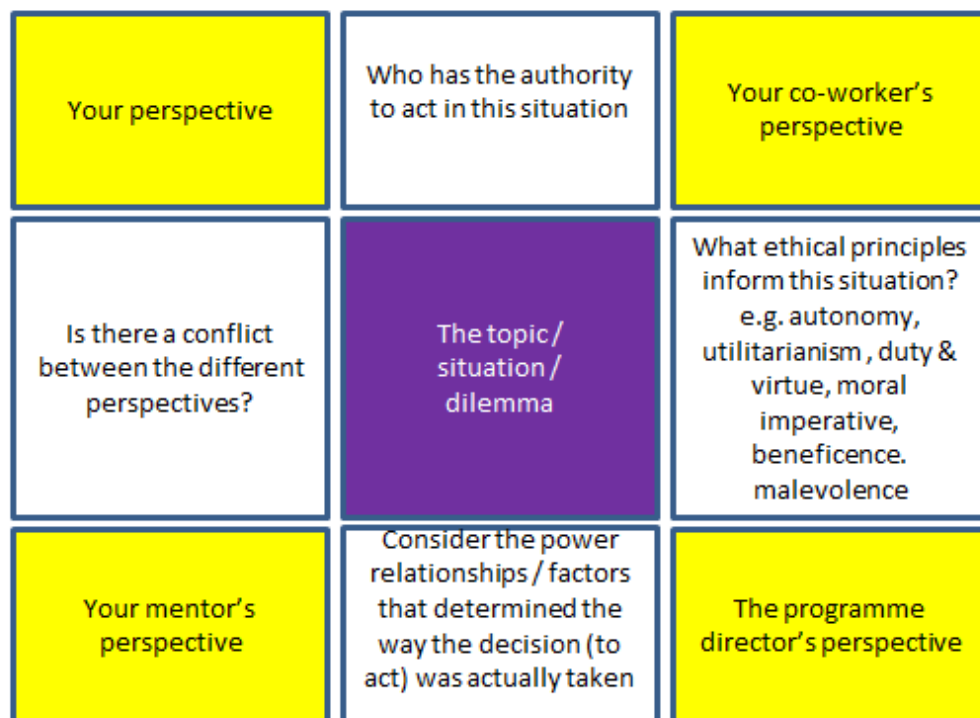 Your perspective
Who has the authority
to act in this situation
Your co-worker's
perspective
Is there a conflict
between the different
perspectives?
The topic /
situation /
dilemma
What ethical principles
inform this situation?
e.g. autonomy,
utilitarianism , duty &
virtue, moral
imperative,
beneficence.
malevolence
Your mentor's
perspective
Consider the power
relationships / factors
that determined the
way the decision (to
act) was actually taken
The programme
director's perspective